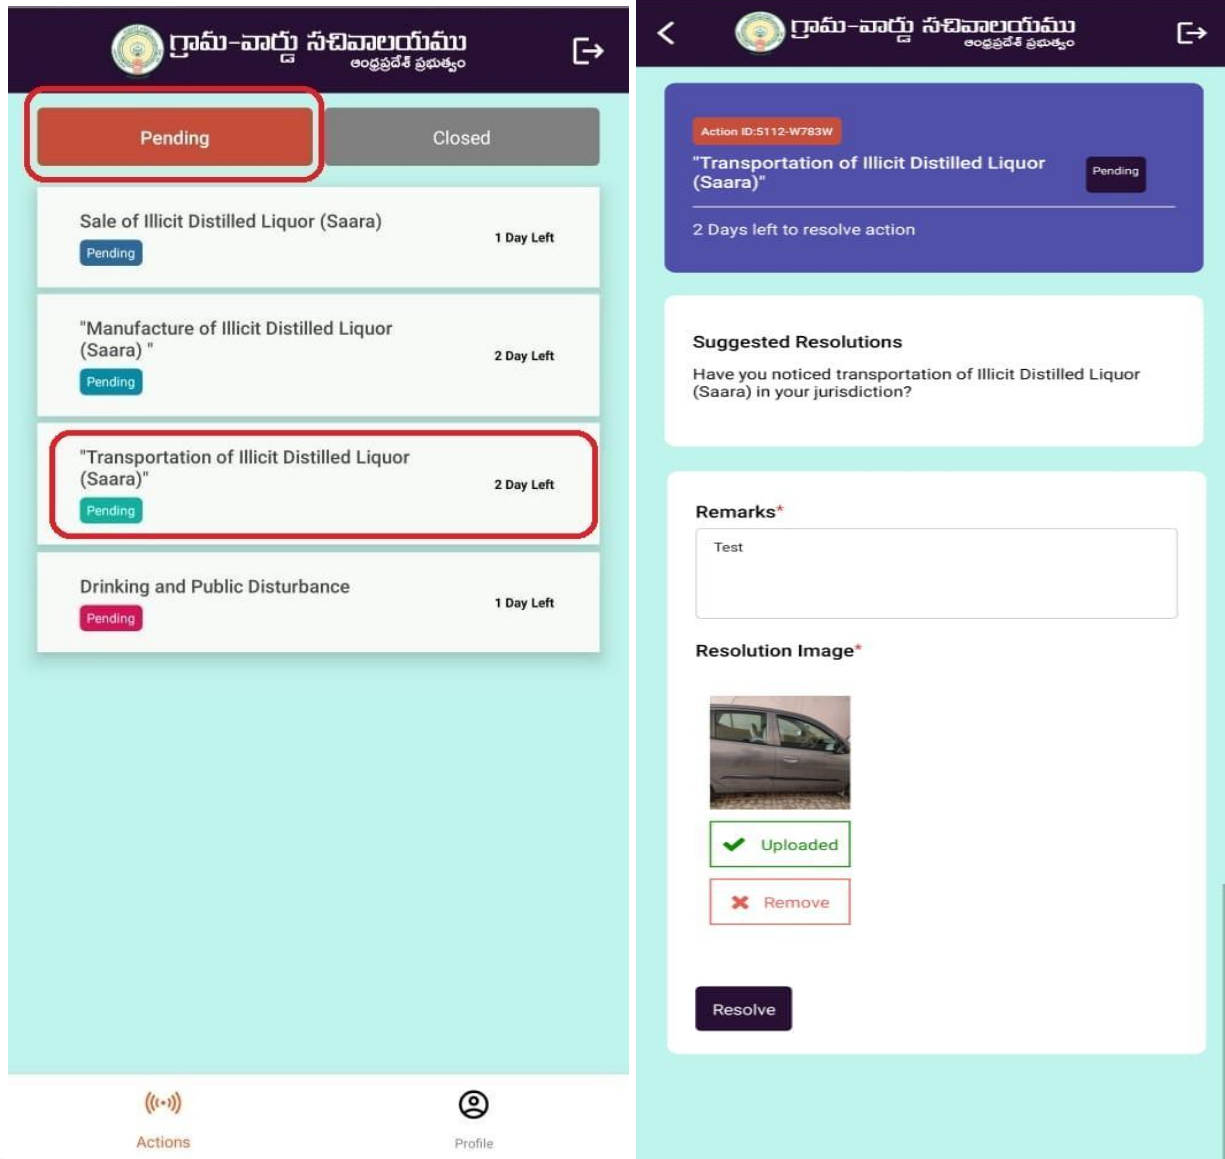 గ్రామ-వార్డు సచివాలయము
ఆంధ్రప్రదేశ్ ప్రభుత్వం
Pending
Closed
Sale of Illicit Distilled Liquor (Saara)
Pending
1 Day Left
"Manufacture of Illicit Distilled Liquor
(Saara) "
Pending
2 Day Left
"Transportation of Illicit Distilled Liquor
(Saara)"
Pending
2 Day Left
Drinking and Public Disturbance
Pending
1 Day Left
Actions
Profile
గ్రామ-వార్డు సచివాలయము
ఆంధ్రప్రదేశ్ ప్రభుత్వం
Action ID:5112-W783W
"Transportation of Illicit Distilled Liquor
(Saara)"
Pending
2 Days left to resolve action
Suggested Resolutions
Have you noticed transportation of Illicit Distilled Liquor
(Saara) in your jurisdiction?
Remarks*
Test
Resolution Image*
Uploaded
Remove
Resolve